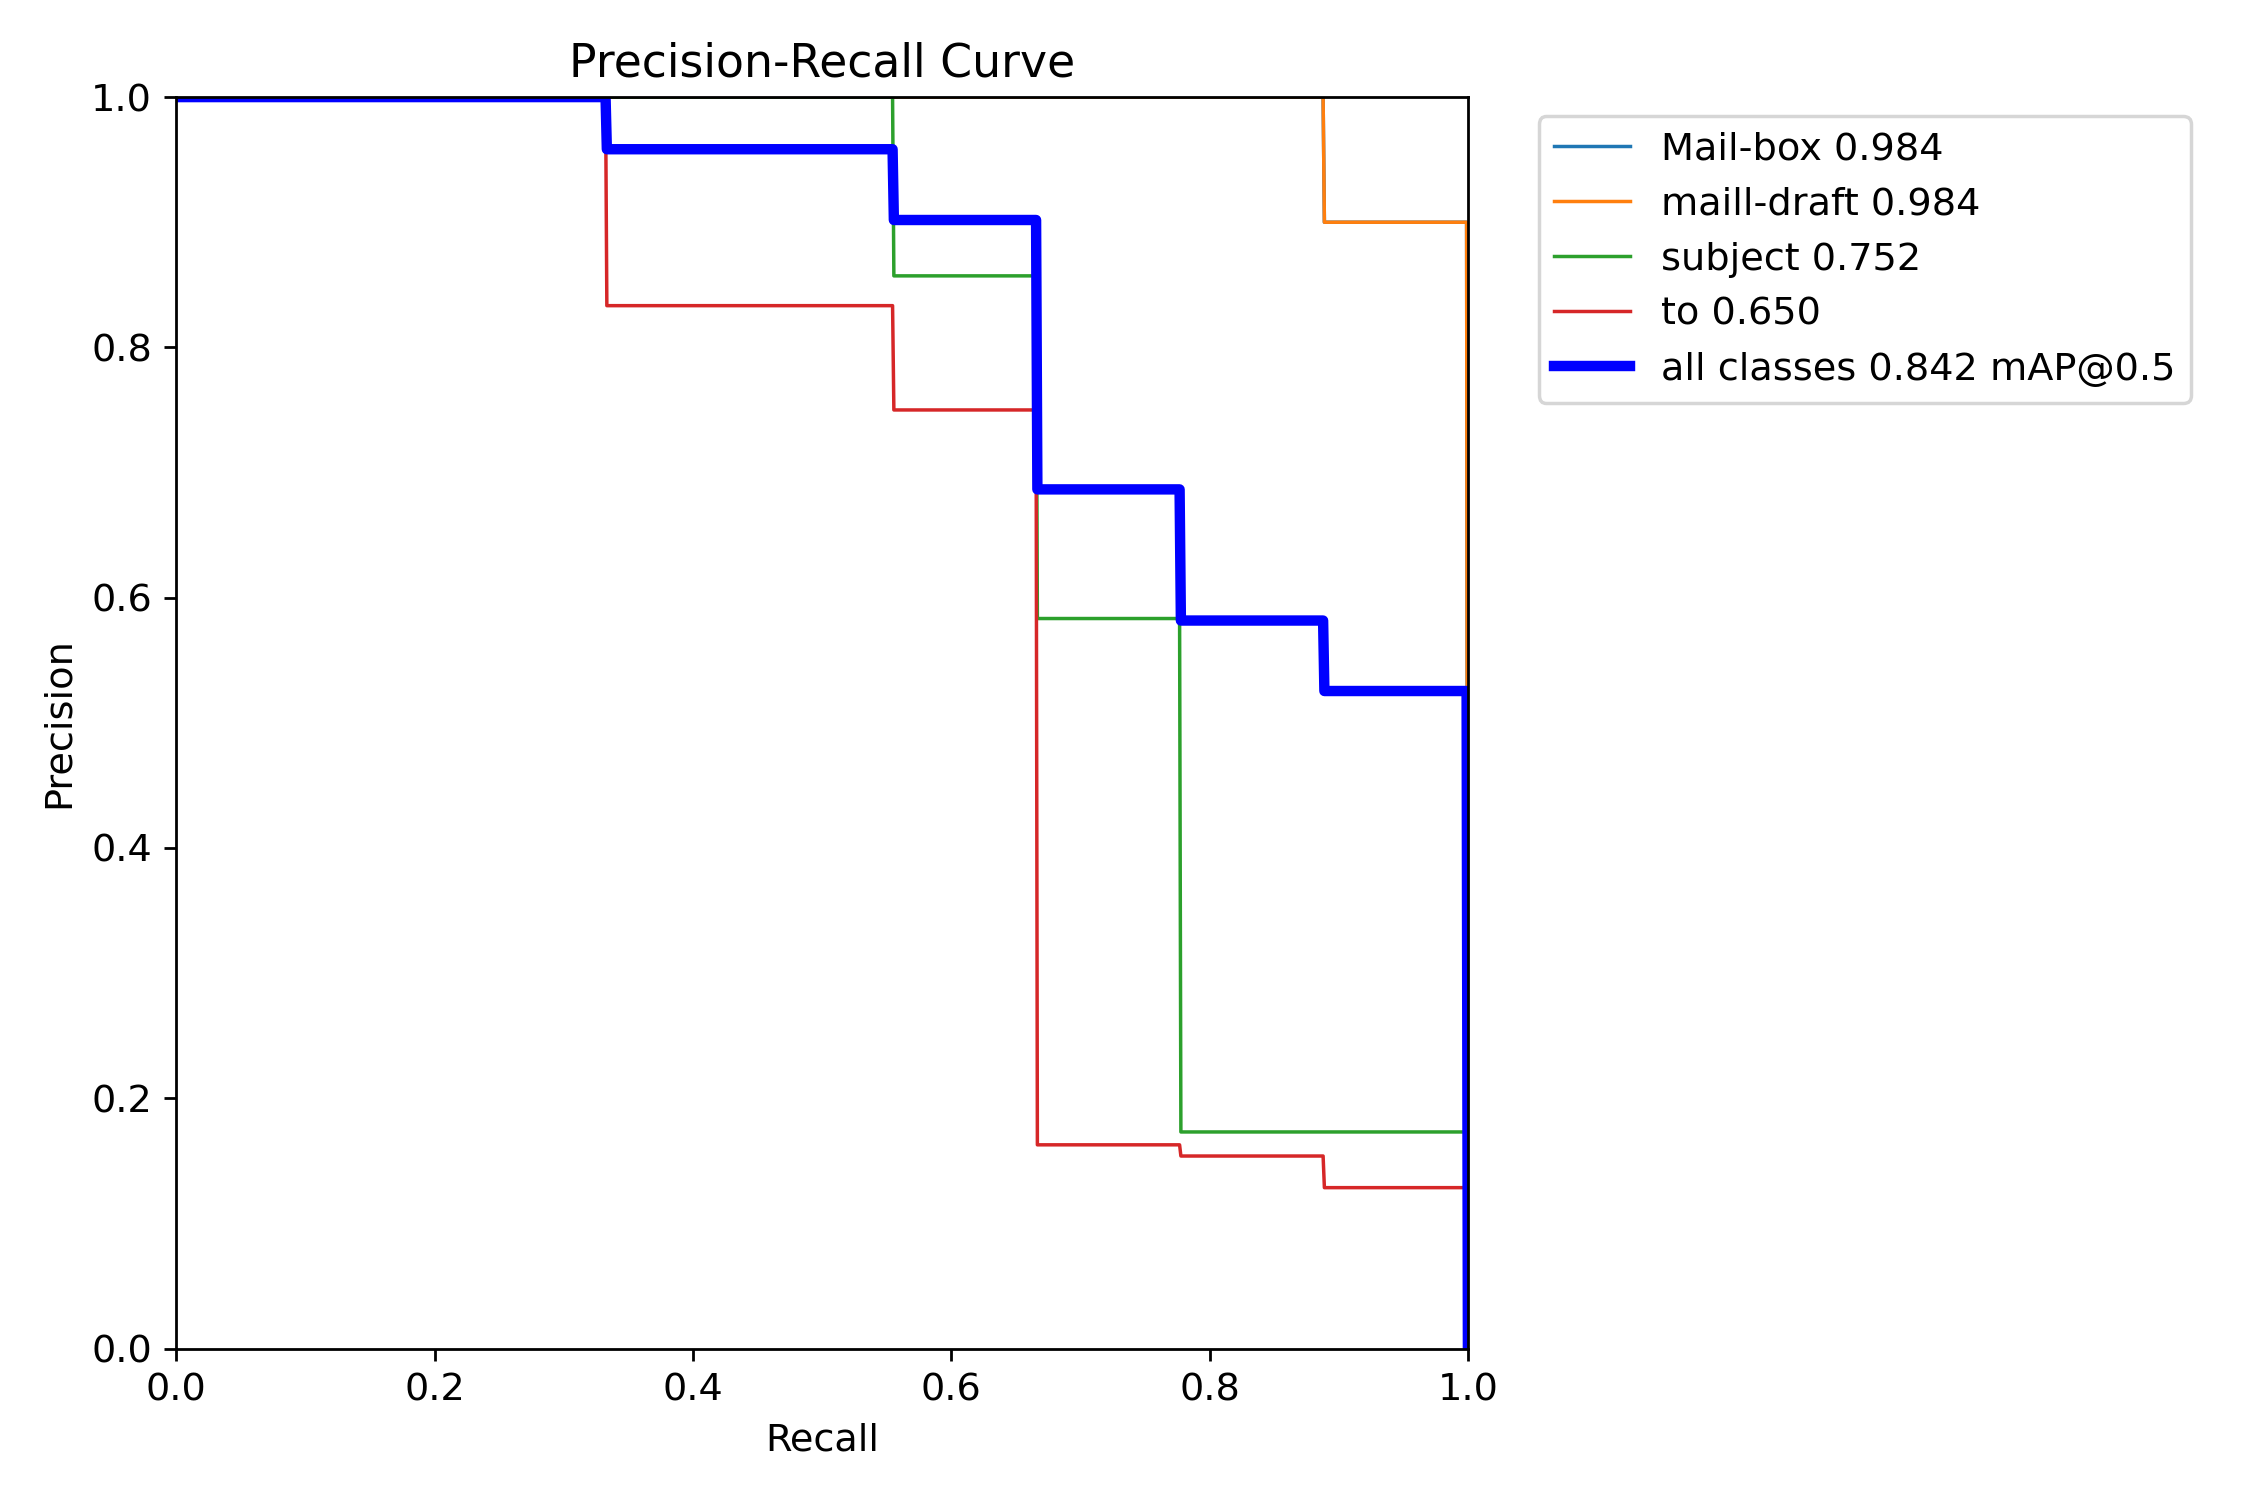 Precision-Recall Curve
1.0
0.8
0.6
0.4
0.2
0.0
Precision
0.0 0.2 0.4 0.6 0.8 1.0
Recall
Mail-box 0.984
maill-draft 0.984
subject 0.752
to 0.650
all classes 0.842 mAP@0.5